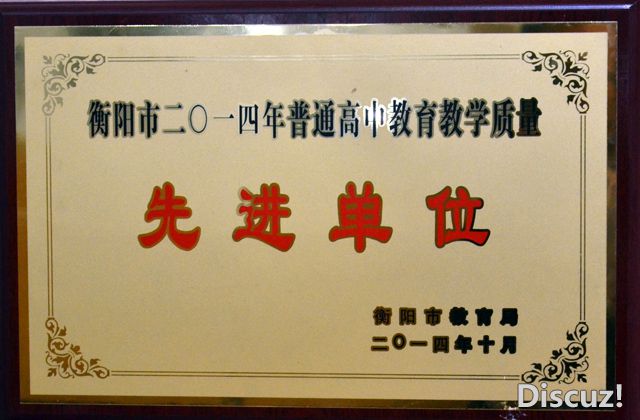 衡阳市二〇一四年普通高中教育教学质量
先进单位
衡阳市教育局
二〇一四年十月
Discuz!